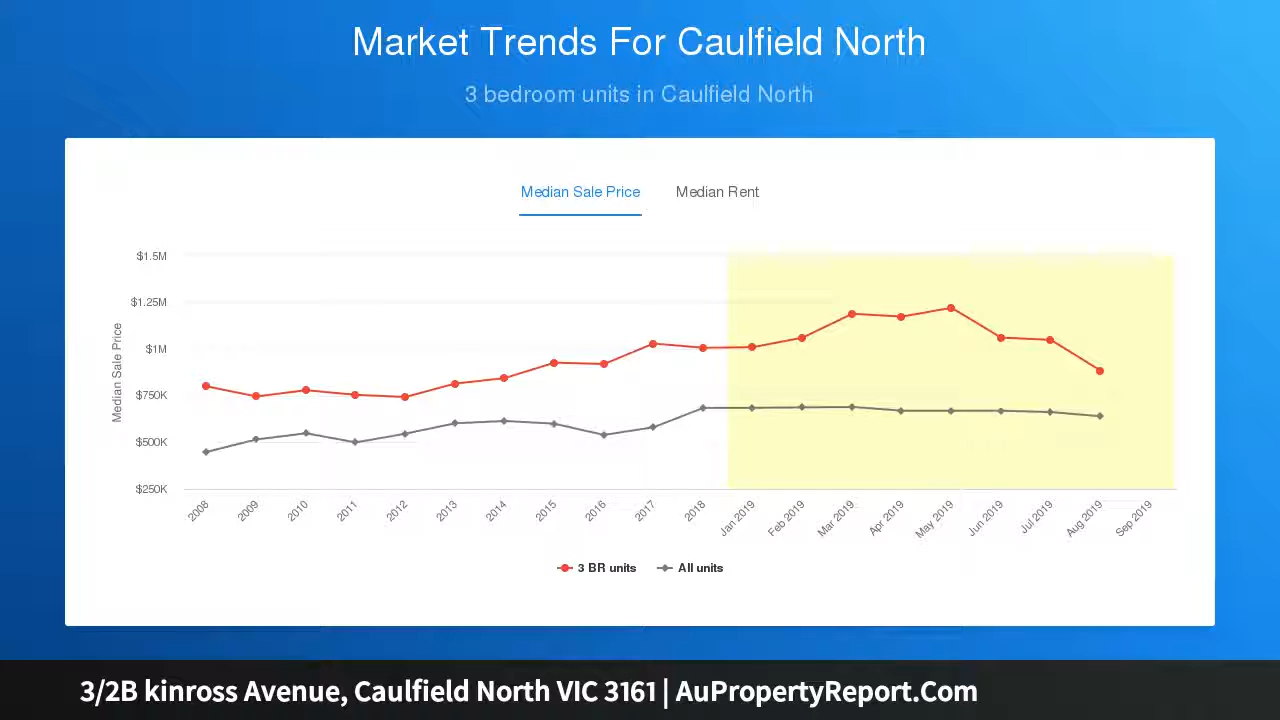 Market Trends For Caulfield North
3 bedroom units in Caulfield North
Median Sale Price Median Rent
$1.5M
$1.25M
$1M
$750K
$500K
$250K
Median Sale Price
2008 2009 2010 2011 2012 2013 2014 2015 2016 2017 2018 Jan 2019 Feb 2019 Mar 2019 Apr 2019 May 2019 Jun 2019 Jul 2019 Aug 2019 Sep 2019
3 BR units All units
3/2B kinross Avenue, Caulfield North VIC 3161 | AuPropertyReport.Com